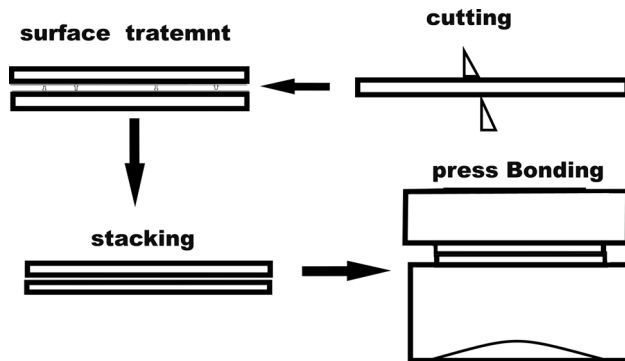 surface tratemnt
cutting
stacking
press Bonding